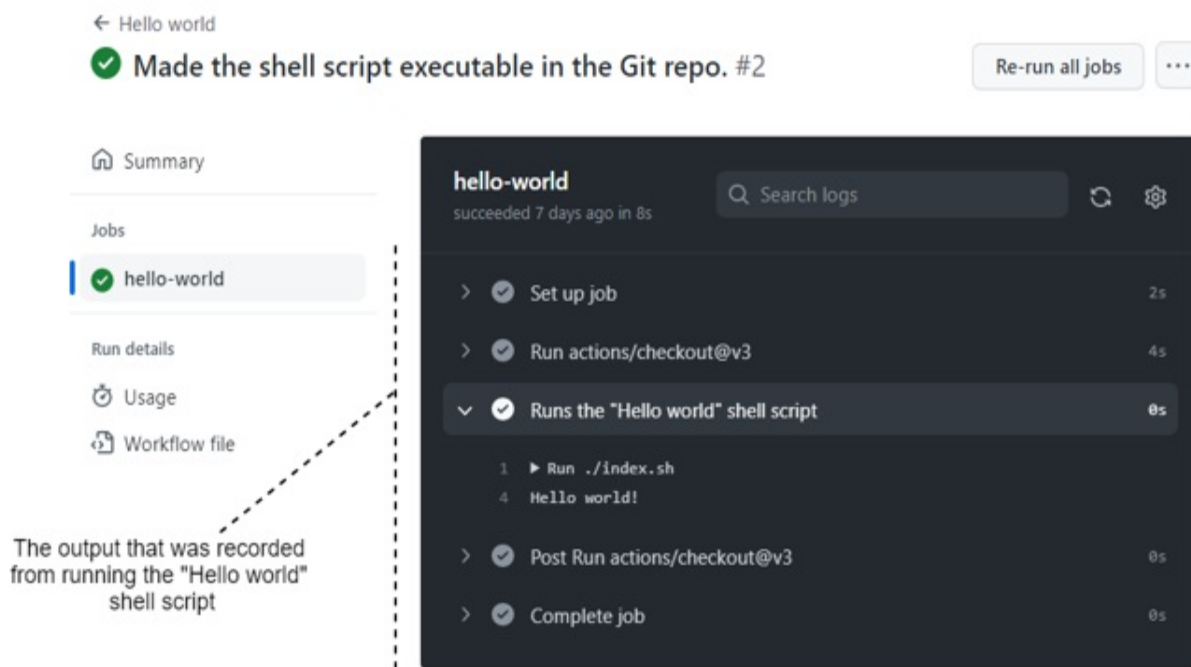 ← Hello world
Made the shell script executable in the Git repo. #2
Re-run all jobs
...
Summary
Jobs
hello-world
Run details
Usage
Workflow file
The output that was recorded
from running the "Hello world"
shell script
hello-world
succeeded 7 days ago in 8s
Search logs
Set up job 2s
Run actions/checkout@v3 4s
Runs the "Hello world" shell script 0s
1 ▶ Run ./index.sh
4 Hello world!
Post Run actions/checkout@v3 0s
Complete job 0s